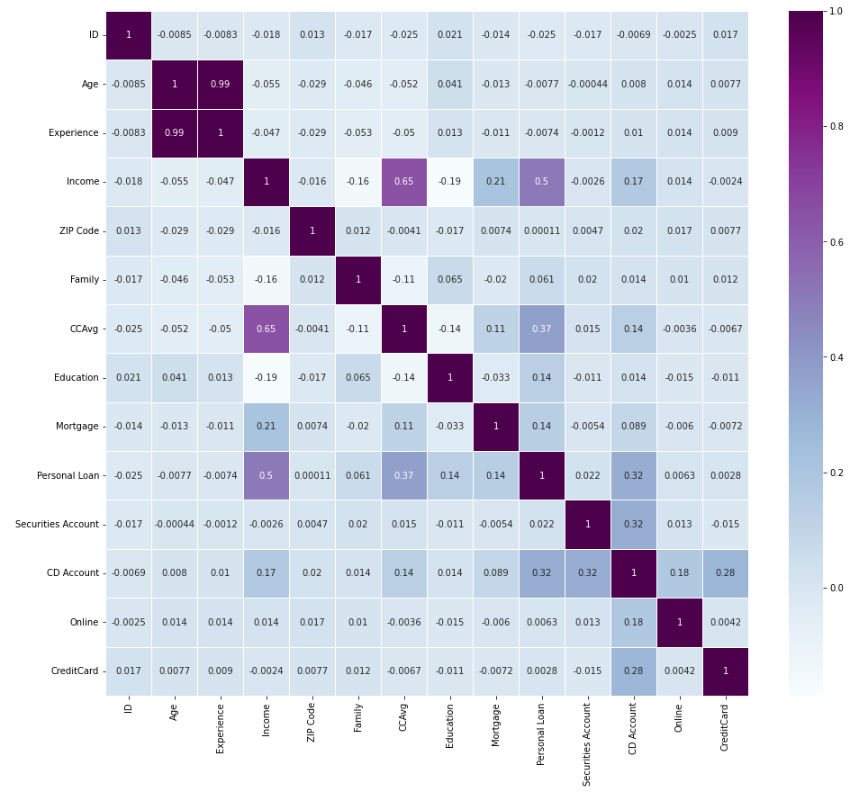 ID 1 -0.0085 -0.0083 -0.018 0.013 -0.017 -0.025 0.021 -0.014 -0.025 -0.017 -0.0069 -0.0025 0.017
Age -0.0085 1 0.99 -0.055 -0.029 -0.046 -0.052 0.041 -0.013 -0.0077 -0.00044 0.008 0.014 0.0077
Experience -0.0083 0.99 1 -0.047 -0.029 -0.053 -0.05 0.013 -0.011 -0.0074 -0.0012 0.01 0.014 0.009
Income -0.018 -0.055 -0.047 1 -0.016 -0.16 0.65 -0.19 0.21 0.5 -0.0026 0.17 0.014 -0.0024
ZIP Code 0.013 -0.029 -0.029 -0.016 1 0.012 -0.0041 -0.017 0.0074 0.00011 0.0047 0.02 0.017 0.0077
Family -0.017 -0.046 -0.053 -0.16 0.012 1 -0.11 0.065 -0.02 0.061 0.02 0.014 0.01 0.012
CCAvg -0.025 -0.052 -0.05 0.65 -0.0041 -0.11 1 -0.14 0.11 0.37 0.015 0.14 -0.0036 -0.0067
Education 0.021 0.041 0.013 -0.19 -0.017 0.065 -0.14 1 -0.033 0.14 -0.011 0.014 -0.015 -0.011
Mortgage -0.014 -0.013 -0.011 0.21 0.0074 -0.02 0.11 -0.033 1 0.14 -0.0054 0.089 -0.006 -0.0072
Personal Loan -0.025 -0.0077 -0.0074 0.5 0.00011 0.061 0.37 0.14 0.14 1 0.022 0.32 0.0063 0.0028
Securities Account -0.017 -0.00044 -0.0012 -0.0026 0.0047 0.02 0.015 -0.011 -0.0054 0.022 1 0.32 0.013 -0.015
CD Account -0.0069 0.008 0.01 0.17 0.02 0.014 0.14 0.014 0.089 0.32 0.32 1 0.18 0.28
Online -0.0025 0.014 0.014 0.014 0.017 0.01 -0.0036 -0.015 -0.006 0.0063 0.013 0.18 1 0.0042
CreditCard 0.017 0.0077 0.009 -0.0024 0.0077 0.012 -0.0067 -0.011 -0.0072 0.0028 -0.015 0.28 0.0042 1
ID
Age
Experience
Income
ZIP Code
Family
CCAvg
Education
Mortgage
Personal Loan
Securities Account
CD Account
Online
CreditCard
1.0
0.8
0.6
0.4
0.2
0.0